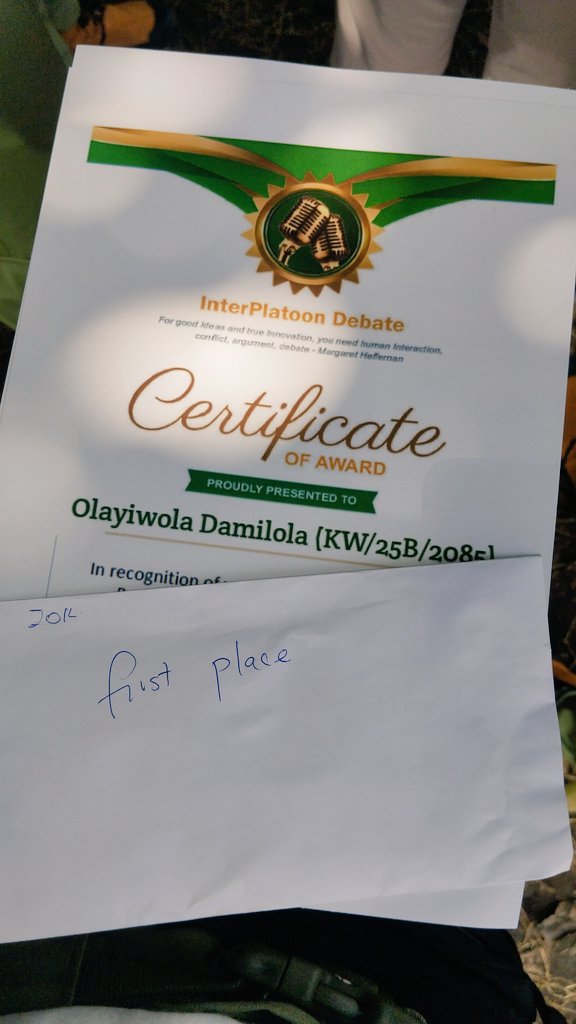 InterPlatoon Debate
For good Ideas and true Innovation, you need human Interaction,
conflict, argument, debate - Margaret Heffernan
Certificate
OF AWARD
PROUDLY PRESENTED TO
Olayiwola Damilola (KW/25B/2085)
In recognition of
20K
first place